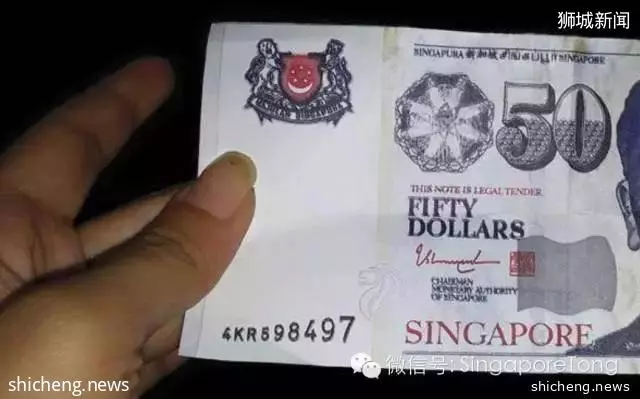 狮城新闻
SINGAPURA 新加坡 SINGAPORE
50
THIS NOTE IS LEGAL TENDER
FIFTY
DOLLARS
CHAIRMAN
MONETARY AUTHORITY
OF SINGAPORE
4KR598497
SINGAPORE
微信号: SingaporeTong
shicheng.news
shicheng.news